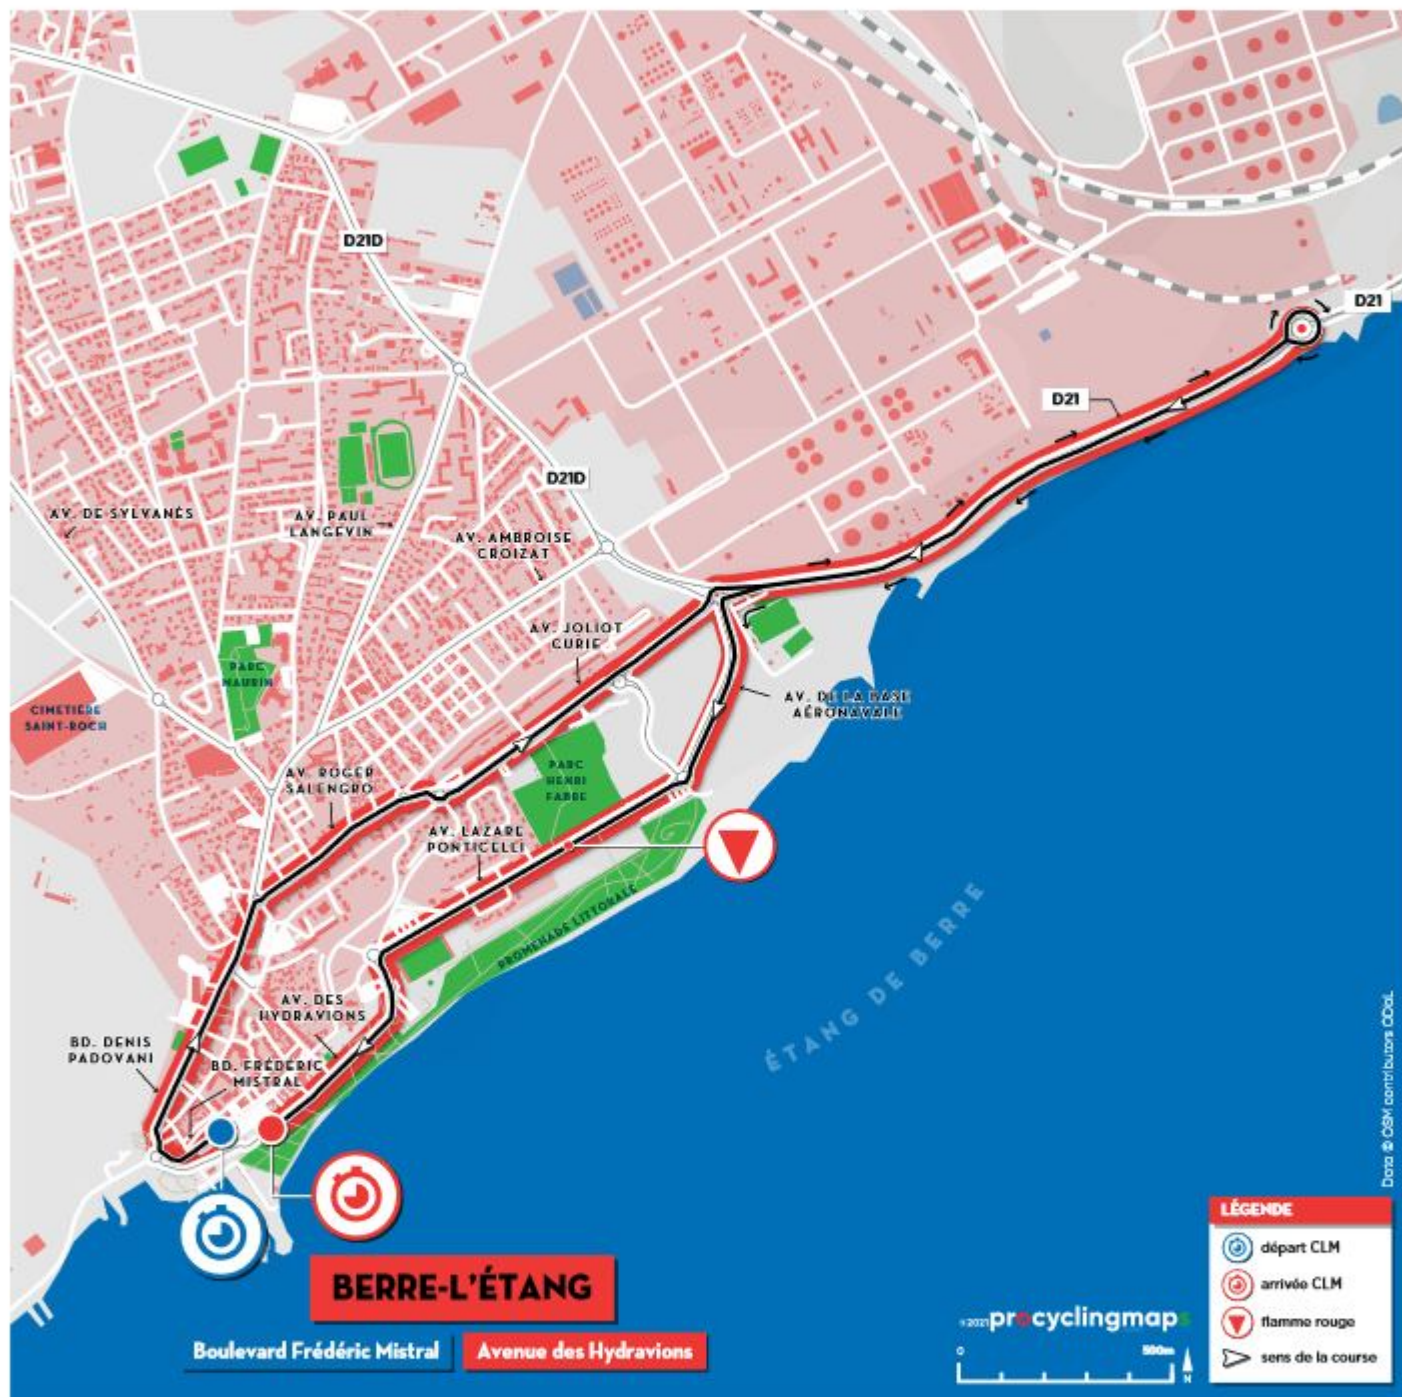 D21D
D21
D21
D21D
AV. DE SYLVANÈS
AV. PAUL
LANGEVIN
AV. AMBROISE
CROIZAT
AV. JOLIOT
CURIE
PARC
MAURIN
CIMETIÈRE
SAINT-ROCH
AV. DE LA BASE
AÉRONAVALE
AV. ROGER
SALENGRO
PARC
HENRI
FABRE
AV. LAZARE
PONTICELLI
PROMENADE LITTORALE
ÉTANG DE BERRE
AV. DES
HYDRAVIONS
BD. DENIS
PADOVANI
BD. FRÉDÉRIC
MISTRAL
BERRE-L'ÉTANG
Boulevard Frédéric Mistral
Avenue des Hydravions
©2021 procyclingmaps
0 500m
N
LÉGENDE
départ CLM
arrivée CLM
flamme rouge
sens de la course
Data © OSM contributors ODbL